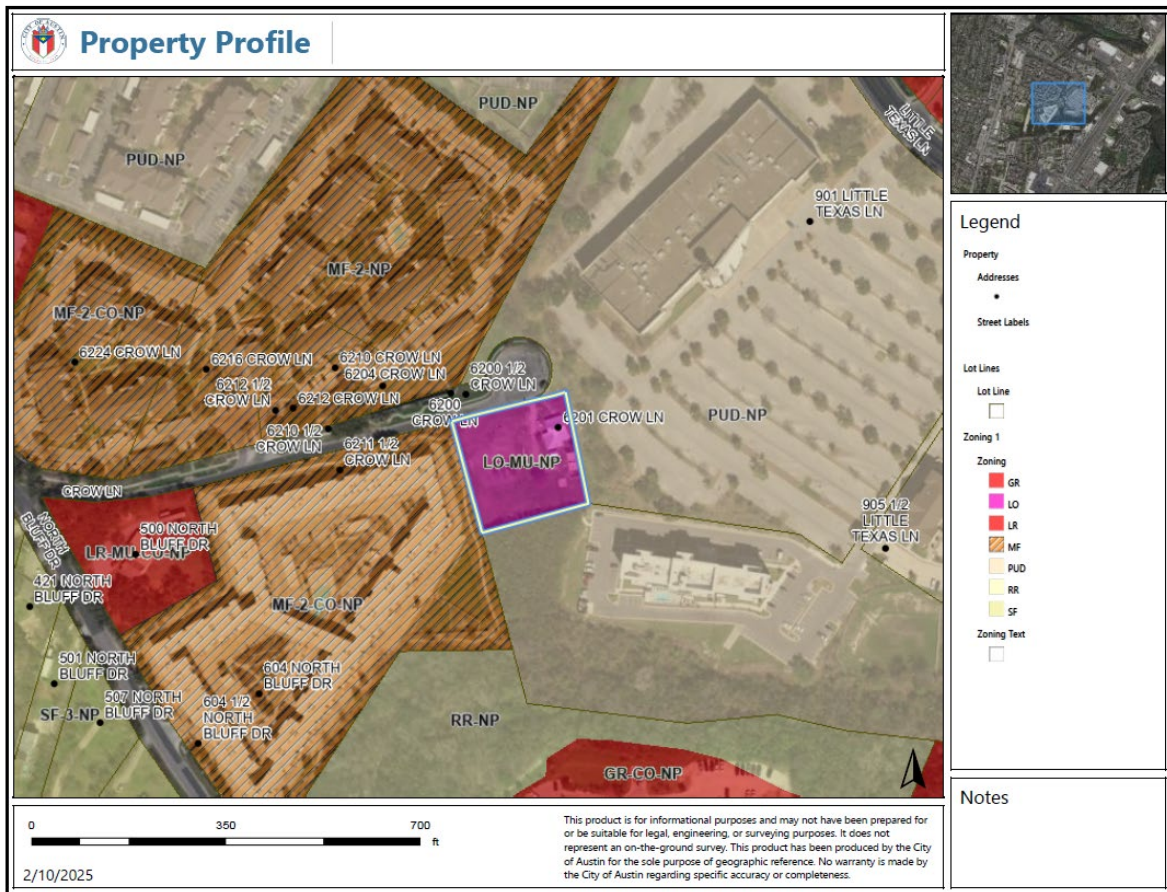 CITY OF AUSTIN
Property Profile
PUD-NP
LITTLE
TEXAS LN
PUD-NP
901 LITTLE
TEXAS LN
MF-2-NP
MF-2-CO-NP
6224 CROW LN
6216 CROW LN
6210 CROW LN
6204 CROW LN
6200 1/2
CROW LN
6212 1/2
CROW LN
6212 CROW LN
6200
CROW LN
6201 CROW LN
PUD-NP
6210 1/2
CROW LN
6211 1/2
CROW LN
LO-MU-NP
CROW LN
NORTH
BLUFF DR
500 NORTH
BLUFF DR
LR-MU-CO-NP
905 1/2
LITTLE
TEXAS LN
421 NORTH
BLUFF DR
MF-2-CO-NP
501 NORTH
BLUFF DR
604 NORTH
BLUFF DR
507 NORTH
BLUFF DR
SF-3-NP
604 1/2
NORTH
BLUFF DR
RR-NP
GR-CO-NP
Legend
Property
Addresses
Street Labels
Lot Lines
Lot Line
Zoning 1
Zoning
GR
LO
LR
MF
PUD
RR
SF
Zoning Text
Notes
0 350 700
ft
2/10/2025
This product is for informational purposes and may not have been prepared for
or be suitable for legal, engineering, or surveying purposes. It does not
represent an on-the-ground survey. This product has been produced by the City
of Austin for the sole purpose of geographic reference. No warranty is made by
the City of Austin regarding specific accuracy or completeness.